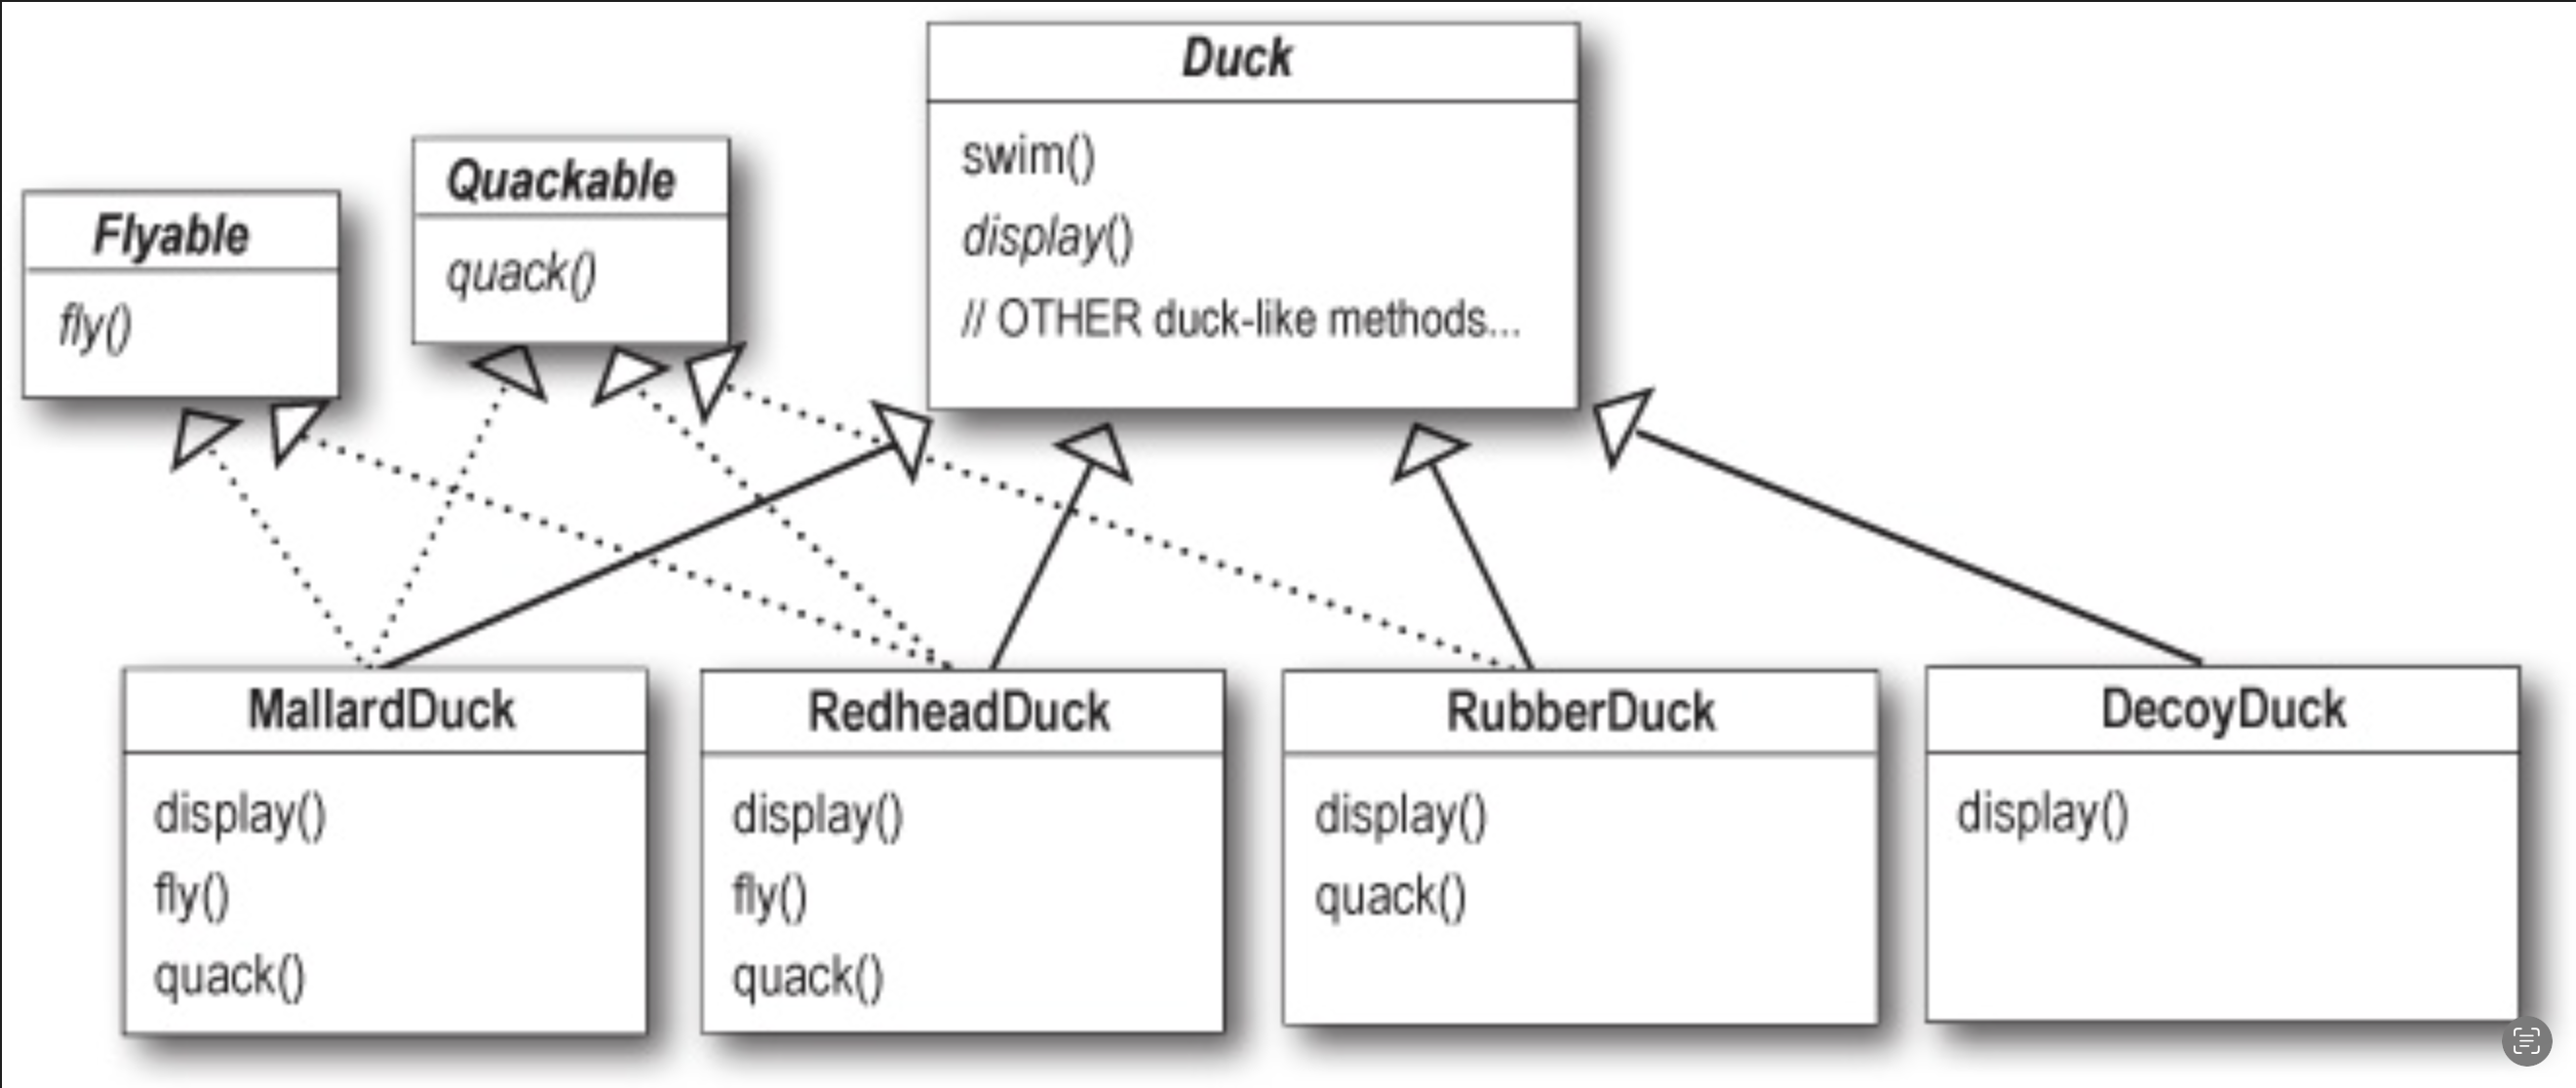 Duck
swim()
display()
// OTHER duck-like methods...
Quackable
quack()
Flyable
fly()
MallardDuck
display()
fly()
quack()
RedheadDuck
display()
fly()
quack()
RubberDuck
display()
quack()
DecoyDuck
display()